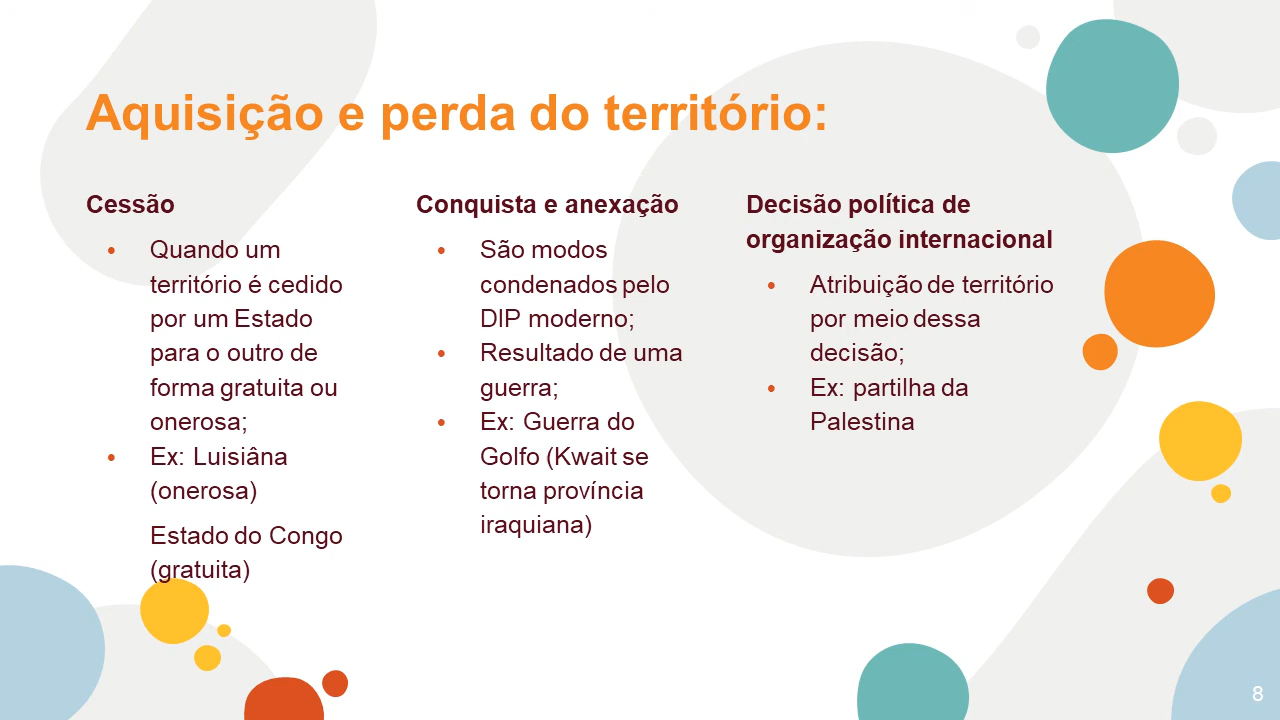 Aquisição e perda do território:
Cessão
• Quando um
território é cedido
por um Estado
para o outro de
forma gratuita ou
onerosa;
• Ex: Luisiâna
(onerosa)
Estado do Congo
(gratuita)
Conquista e anexação
• São modos
condenados pelo
DIP moderno;
• Resultado de uma
guerra;
• Ex: Guerra do
Golfo (Kwait se
torna província
iraquiana)
Decisão política de
organização internacional
• Atribuição de território
por meio dessa
decisão;
• Ex: partilha da
Palestina
8